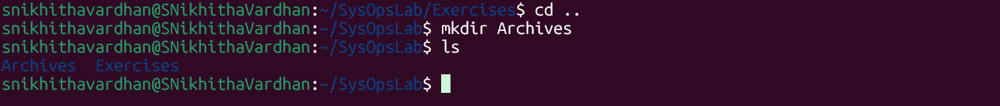 snikhithavardhan@SNikhithaVardhan:~/SysOpsLab/Exercises$ cd ..
snikhithavardhan@SNikhithaVardhan:~/SysOpsLab$ mkdir Archives
snikhithavardhan@SNikhithaVardhan:~/SysOpsLab$ ls
Archives  Exercises
snikhithavardhan@SNikhithaVardhan:~/SysOpsLab$